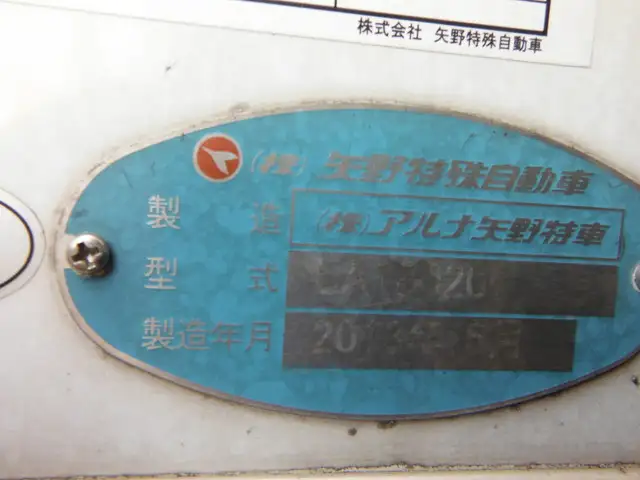 株式会社 矢野特殊自動車
(株) 矢野特殊自動車
製造 (株)アルナ矢野特車
型式
製造年月